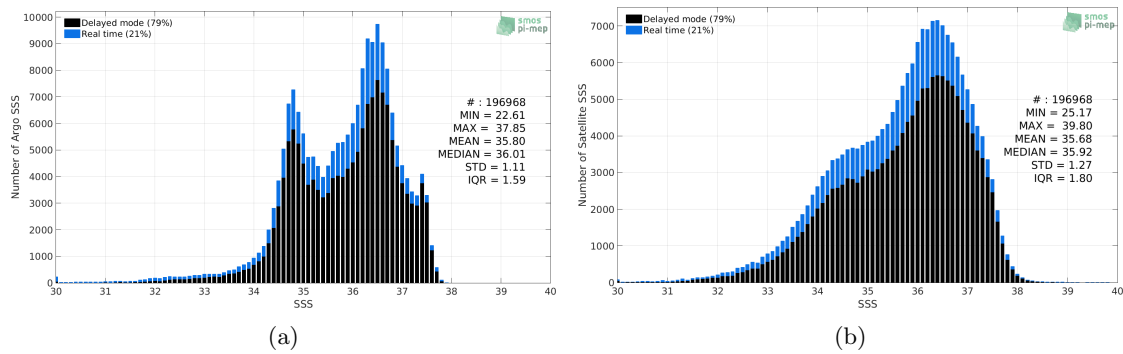 Delayed mode (79%)
Real time (21%)
smos
pi-mep
10000
9000
8000
7000
6000
5000
4000
3000
2000
1000
0
Number of Argo SSS
# : 196968
MIN = 22.61
MAX = 37.85
MEAN = 35.80
MEDIAN = 36.01
STD = 1.11
IQR = 1.59
30 31 32 33 34 35 36 37 38 39 40
SSS
(a)
Delayed mode (79%)
Real time (21%)
smos
pi-mep
7000
6000
5000
4000
3000
2000
1000
0
Number of Satellite SSS
# : 196968
MIN = 25.17
MAX = 39.80
MEAN = 35.68
MEDIAN = 35.92
STD = 1.27
IQR = 1.80
30 31 32 33 34 35 36 37 38 39 40
SSS
(b)